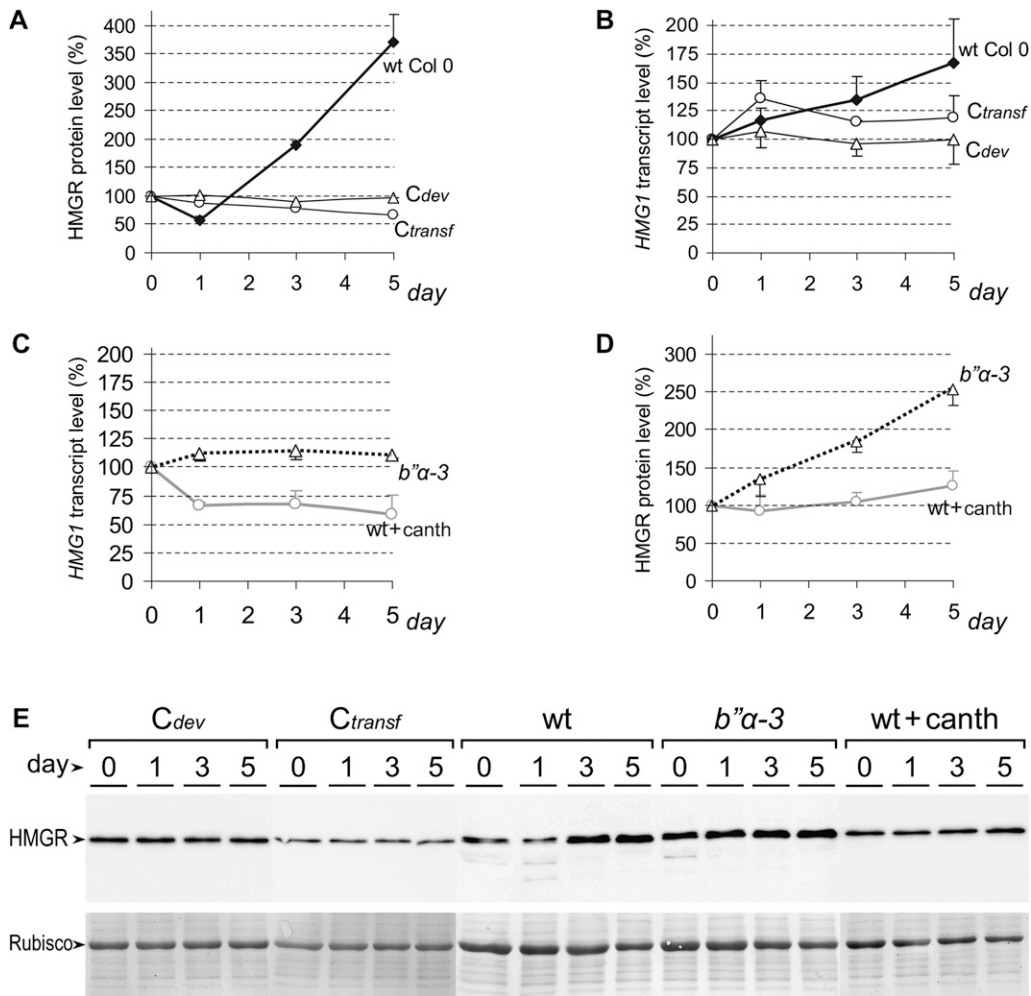 A
HMGR protein level (%)
400
350
300
250
200
150
100
50
0
wt Col 0
Cdev
Ctransf
0 1 2 3 4 5 day
B
HMG1 transcript level (%)
200
175
150
125
100
75
50
25
0
wt Col 0
Ctransf
Cdev
0 1 2 3 4 5 day
C
HMG1 transcript level (%)
200
175
150
125
100
75
50
25
0
b”α-3
wt+canth
0 1 2 3 4 5 day
D
HMGR protein level (%)
300
250
200
150
100
50
0
b”α-3
wt+canth
0 1 2 3 4 5 day
E
Cdev Ctransf wt b”α-3 wt+canth
day 0 1 3 5 0 1 3 5 0 1 3 5 0 1 3 5 0 1 3 5
HMGR
Rubisco